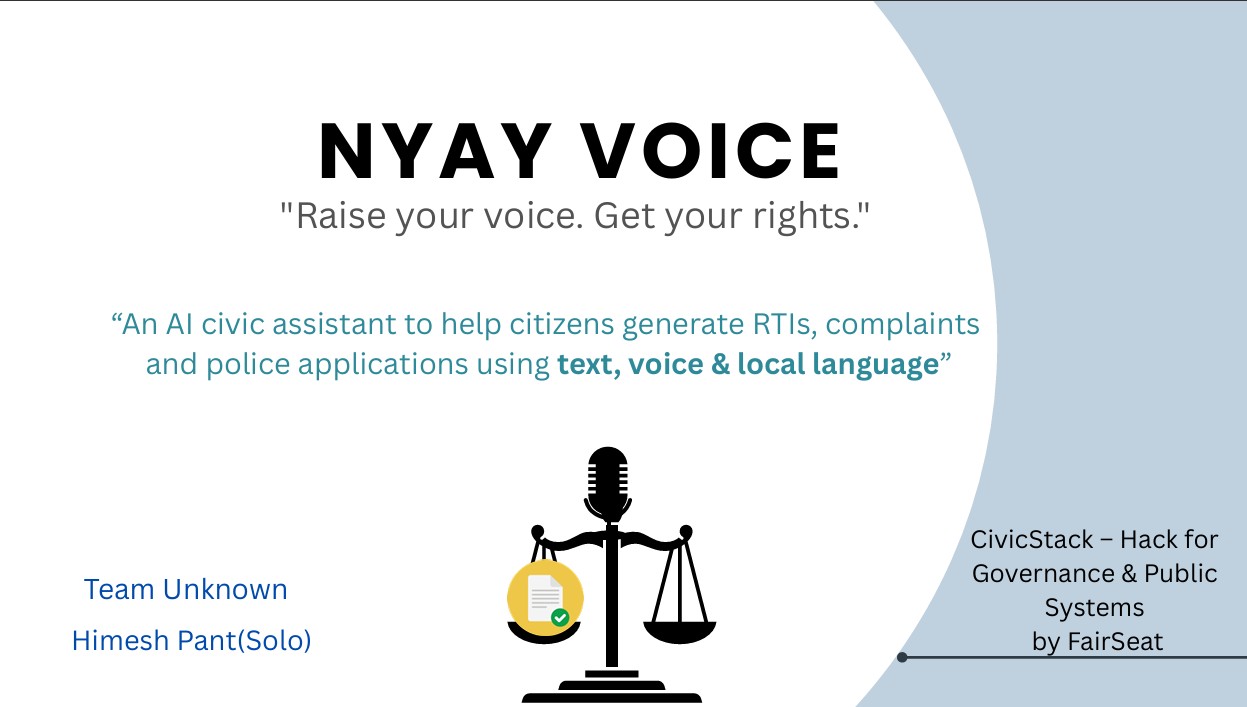 NYAY VOICE
"Raise your voice. Get your rights."
“An AI civic assistant to help citizens generate RTIs, complaints
and police applications using text, voice & local language”
Team Unknown
Himesh Pant(Solo)
CivicStack – Hack for
Governance & Public
Systems
by FairSeat